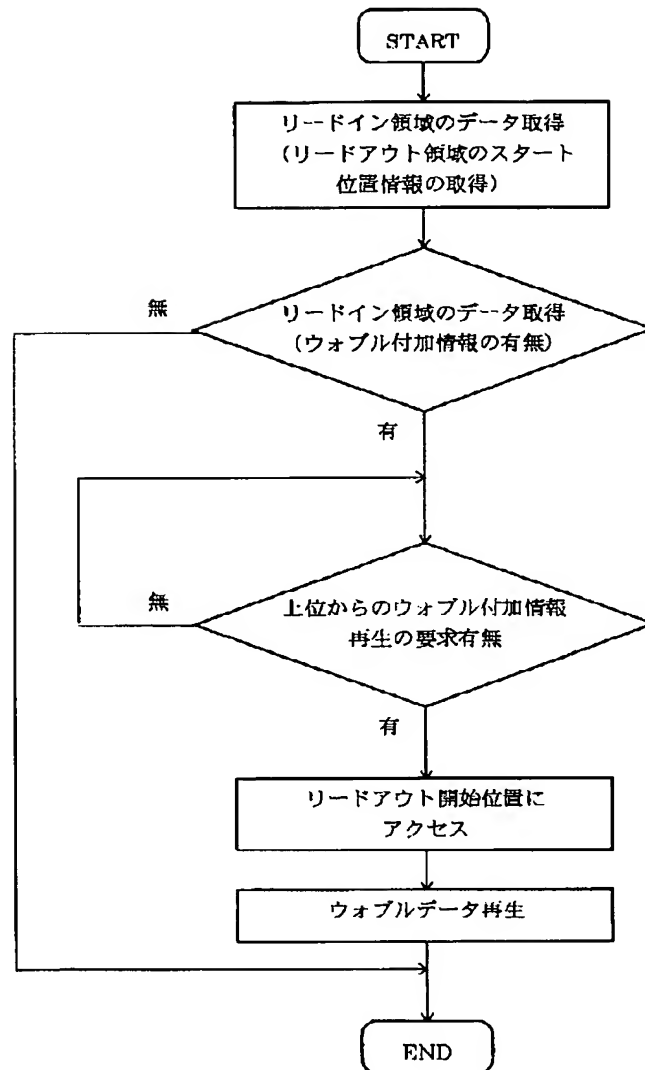 START
リードイン領域のデータ取得
(リードアウト領域のスタート
位置情報の取得)
リードイン領域のデータ取得
(ウォブル付加情報の有無)
無
有
上位からのウォブル付加情報
再生の要求有無
無
有
リードアウト開始位置に
アクセス
ウォブルデータ再生
END